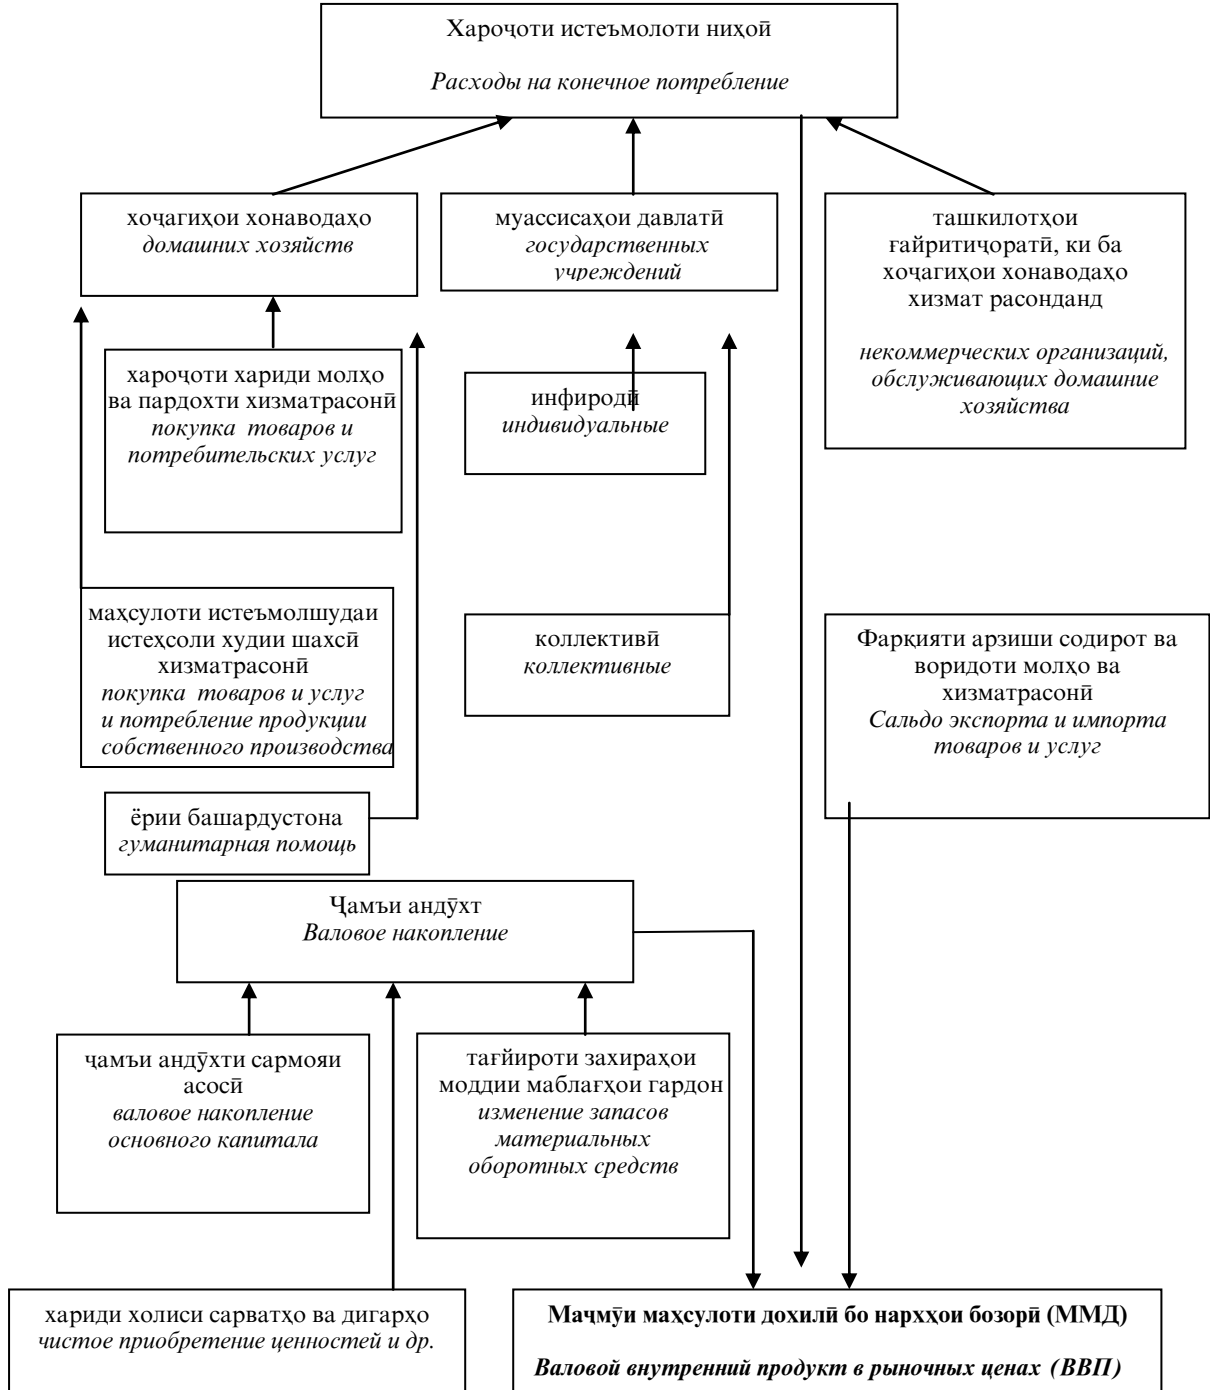 Хароҷоти истеъмолоти ниҳоӣ
Расходы на конечное потребление
хоҷагиҳои хонаводаҳо
домашних хозяйств
муассисаҳои давлатӣ
государственных
учреждений
ташкилотҳои
ғайритиҷоратӣ, ки ба
хоҷагиҳои хонаводаҳо
хизмат расонданд
некоммерческих организаций,
обслуживающих домашние
хозяйства
хароҷоти хариди молҳо
ва пардохти хизматрасонӣ
покупка товаров и
потребительских услуг
инфиродӣ
индивидуальные
маҳсулоти истеъмолшудаи
истеҳсоли худии шахсӣ
хизматрасонӣ
покупка товаров и услуг
и потребление продукции
собственного производства
коллективӣ
коллективные
Фарқияти арзиши содирот ва
воридоти молҳо ва
хизматрасонӣ
Сальдо экспорта и импорта
товаров и услуг
ёрии башардустона
гуманитарная помощь
Ҷамъи андӯхт
Валовое накопление
ҷамъи андӯхти сармояи
асосӣ
валовое накопление
основного капитала
тағйироти захираҳои
моддии маблағҳои гардон
изменение запасов
материальных
оборотных средств
хариди холиси сарватҳо ва дигарҳо
чистое приобретение ценностей и др.
Маҷмӯи маҳсулоти дохилӣ бо нархҳои бозорӣ (ММД)
Валовой внутренний продукт в рыночных ценах (ВВП)